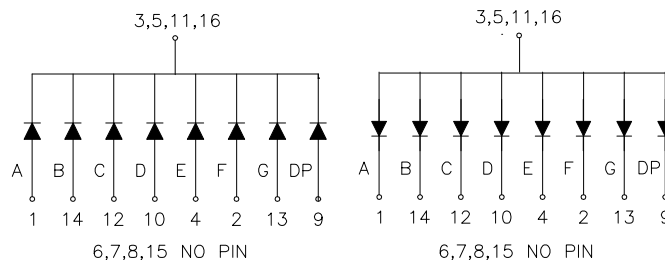 3,5,11,16
A B C D E F G DP
1 14 12 10 4 2 13 9
6,7,8,15 NO PIN
3,5,11,16
A B C D E F G DP
1 14 12 10 4 2 13 9
6,7,8,15 NO PIN